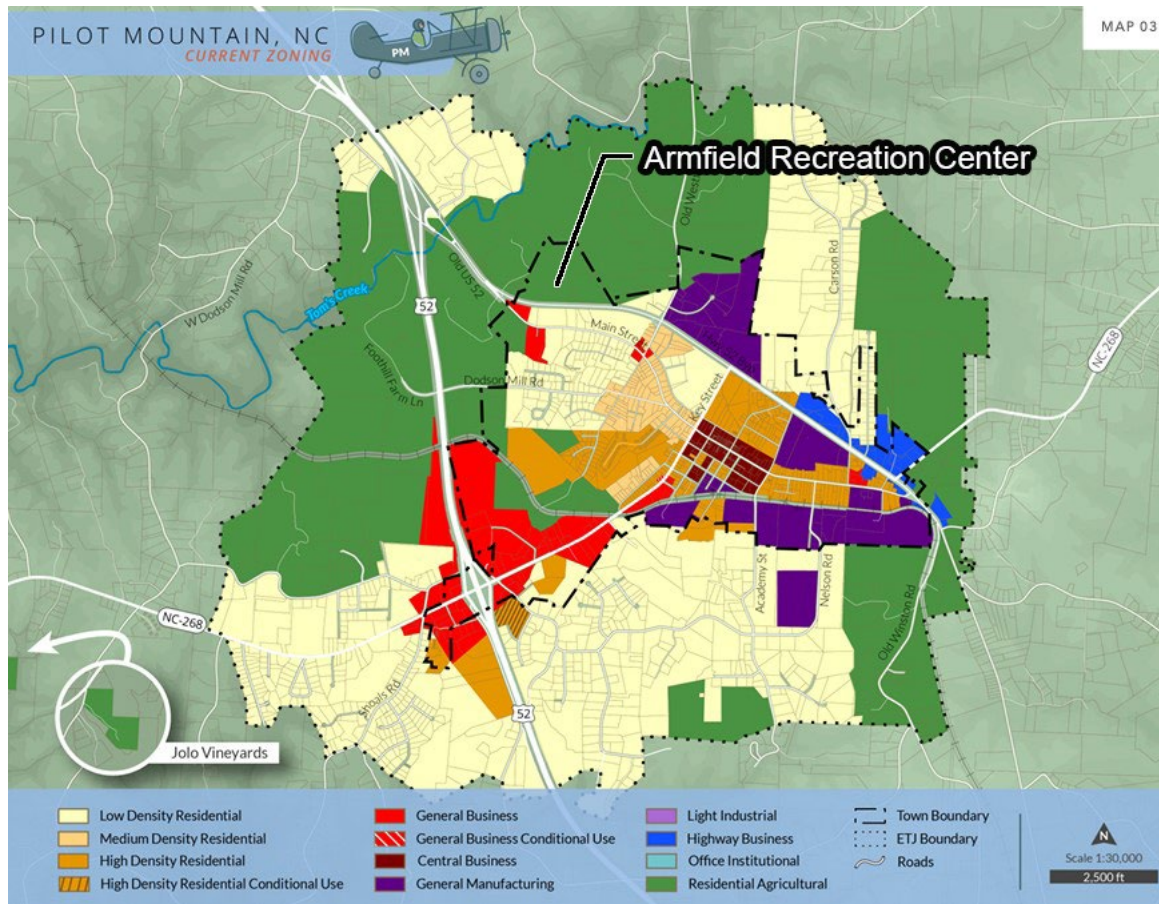 PILOT MOUNTAIN, NC
CURRENT ZONING
PM
MAP 03
Armfield Recreation Center
Carson Rd
Old US 52
W Dodson Mill Rd
Tom's Creek
52
NC-268
Main Street
Foothill Farm Ln
Dodson Mill Rd
Key Street
Academy St
Nelson Rd
NC-268
Old Winston Rd
Shoals Rd
52
Jolo Vineyards
Low Density Residential
Medium Density Residential
High Density Residential
High Density Residential Conditional Use
General Business
General Business Conditional Use
Central Business
General Manufacturing
Light Industrial
Highway Business
Office Institutional
Residential Agricultural
Town Boundary
ETJ Boundary
Roads
N
Scale 1:30,000
2,500 ft